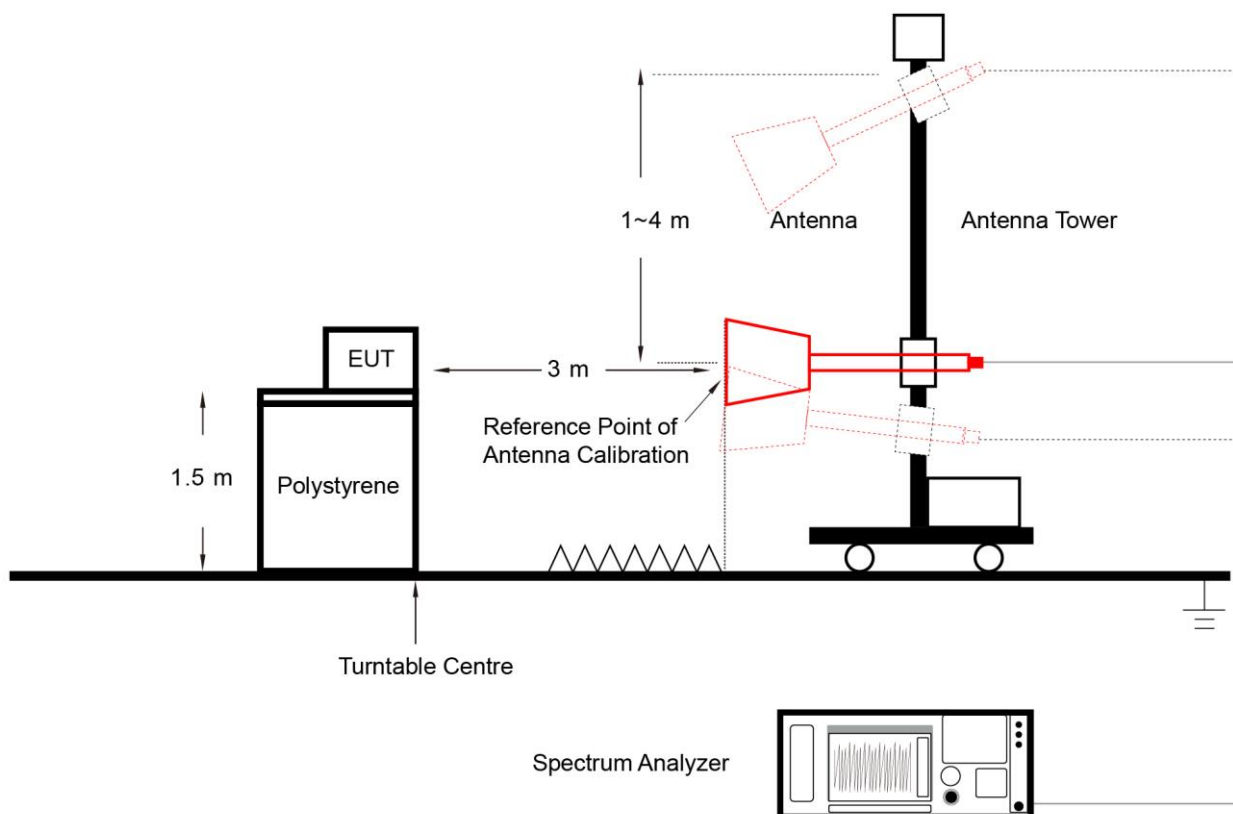 1~4 m
Antenna
Antenna Tower
EUT
3 m
Reference Point of
Antenna Calibration
1.5 m
Polystyrene
Turntable Centre
Spectrum Analyzer